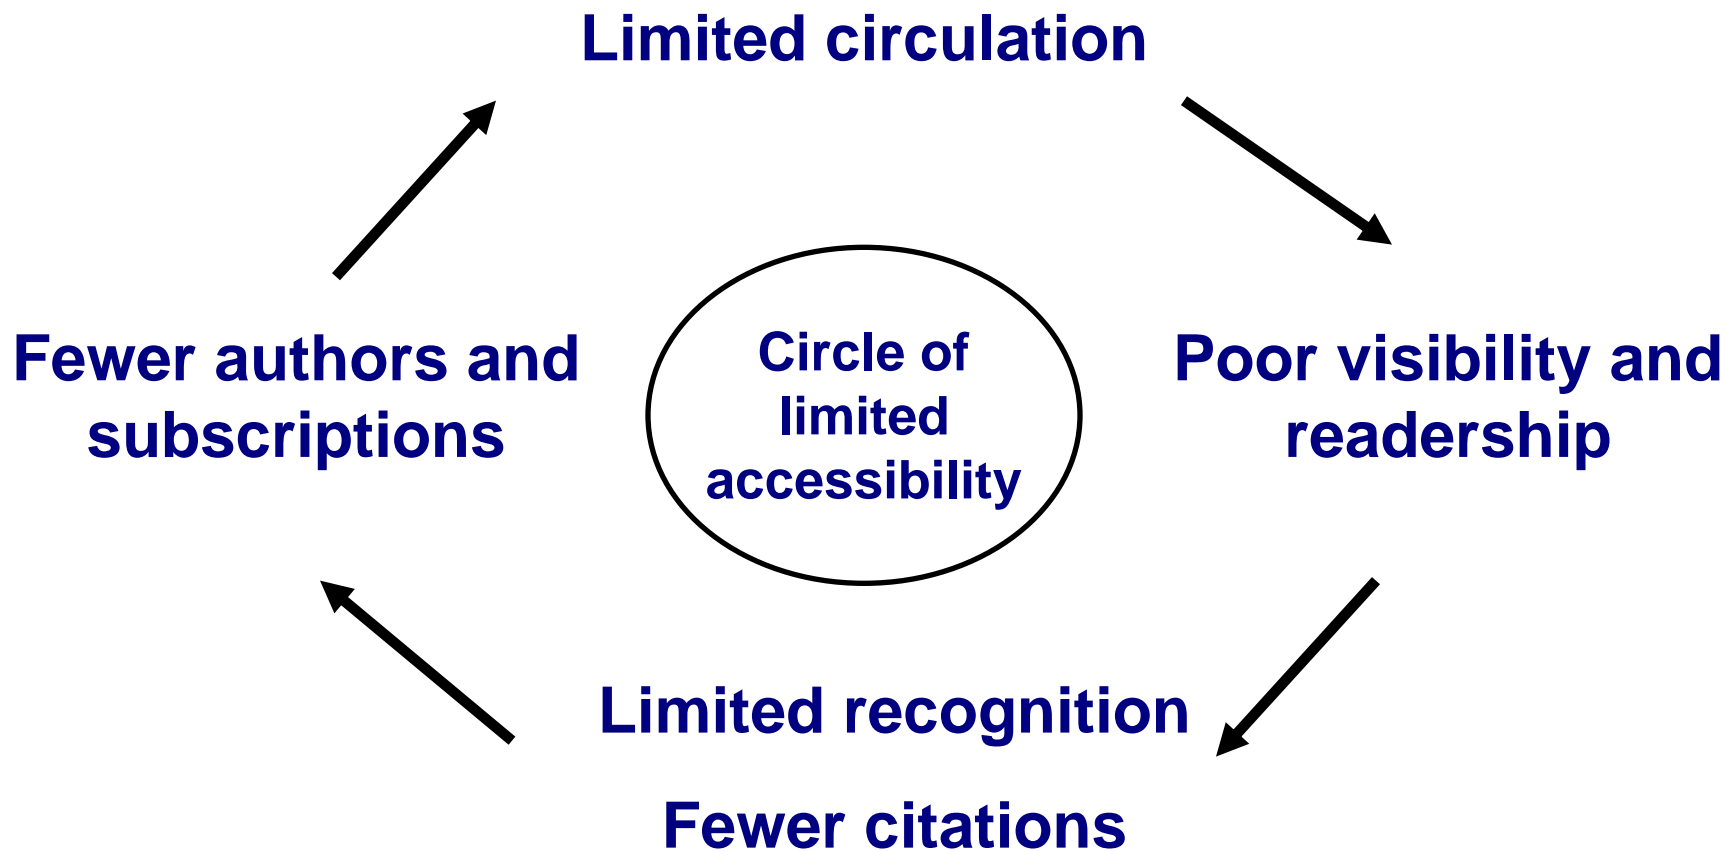 Limited circulation
Fewer authors and
subscriptions
Circle of
limited
accessibility
Poor visibility and
readership
Limited recognition
Fewer citations